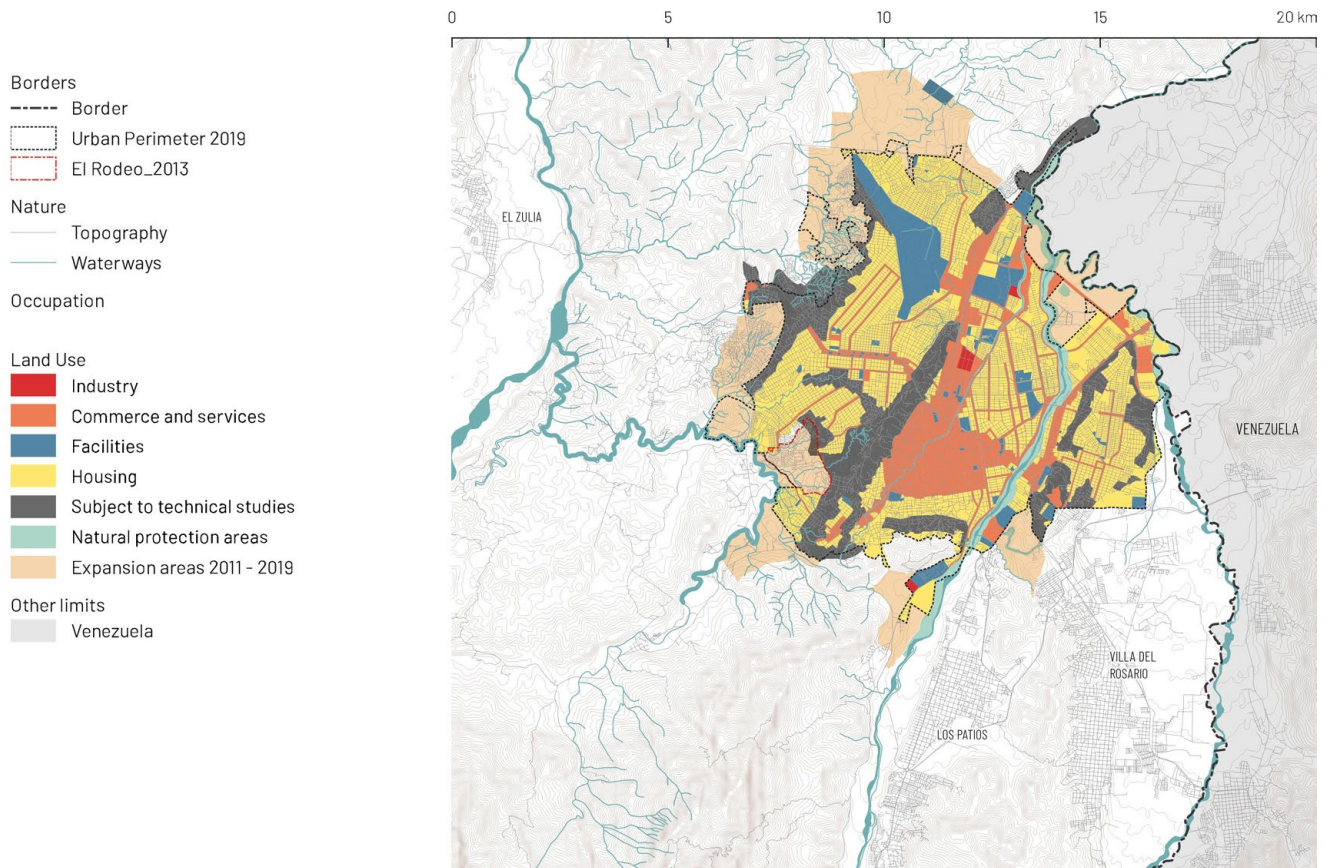 0 5 10 15 20 km
Borders
Border
Urban Perimeter 2019
El Rodeo_2013
Nature
Topography
Waterways
Occupation
Land Use
Industry
Commerce and services
Facilities
Housing
Subject to technical studies
Natural protection areas
Expansion areas 2011 - 2019
Other limits
Venezuela
EL ZULIA
VENEZUELA
VILLA DEL
ROSARIO
LOS PATIOS